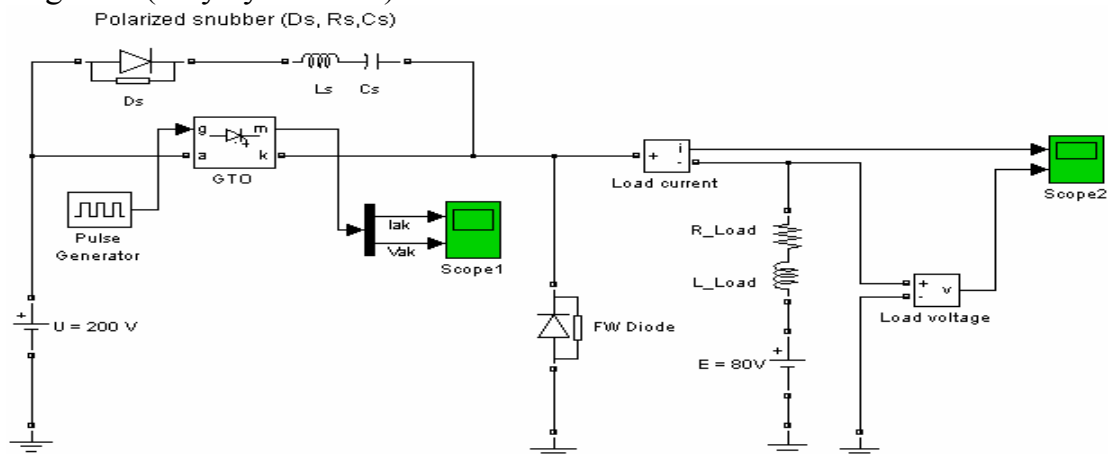 Polarized snubber (Ds, Rs,Cs)
Ds
Ls
Cs
g
m
a
k
GTO
Pulse
Generator
Iak
Vak
Scope1
+
U = 200 V
FW Diode
+
-
i
Load current
Scope2
R_Load
L_Load
+
-
v
Load voltage
+
E = 80V